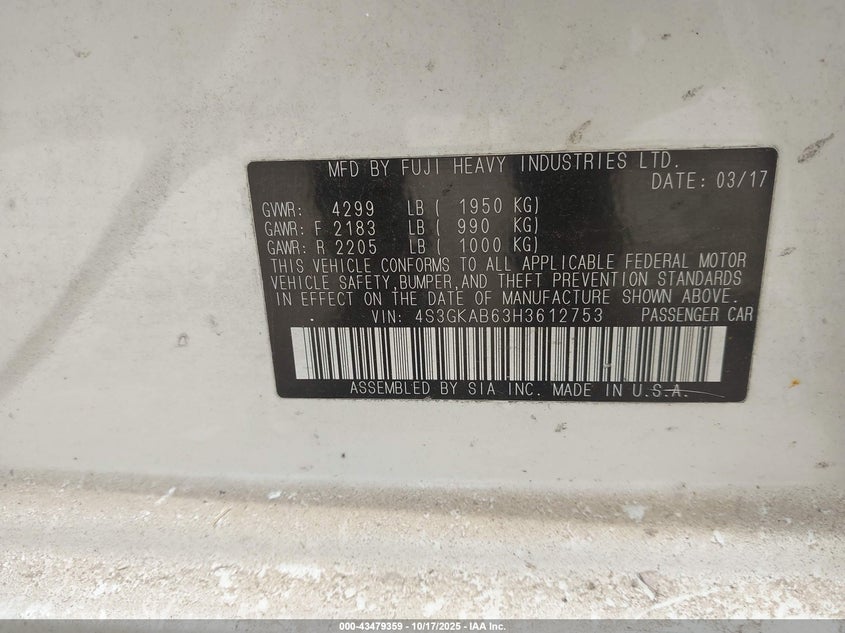 MFD BY FUJI HEAVY INDUSTRIES LTD.
DATE: 03/17
GVWR: 4299 LB ( 1950 KG)
GAWR: F 2183 LB ( 990 KG)
GAWR: R 2205 LB ( 1000 KG)
THIS VEHICLE CONFORMS TO ALL APPLICABLE FEDERAL MOTOR
VEHICLE SAFETY,BUMPER,AND THEFT PREVENTION STANDARDS
IN EFFECT ON THE DATE OF MANUFACTURE SHOWN ABOVE.
VIN: 4S3GKAB63H3612753 PASSENGER CAR
ASSEMBLED BY SIA INC. MADE IN U.S.A.
000-43479359 - 10/17/2025 - IAA Inc.